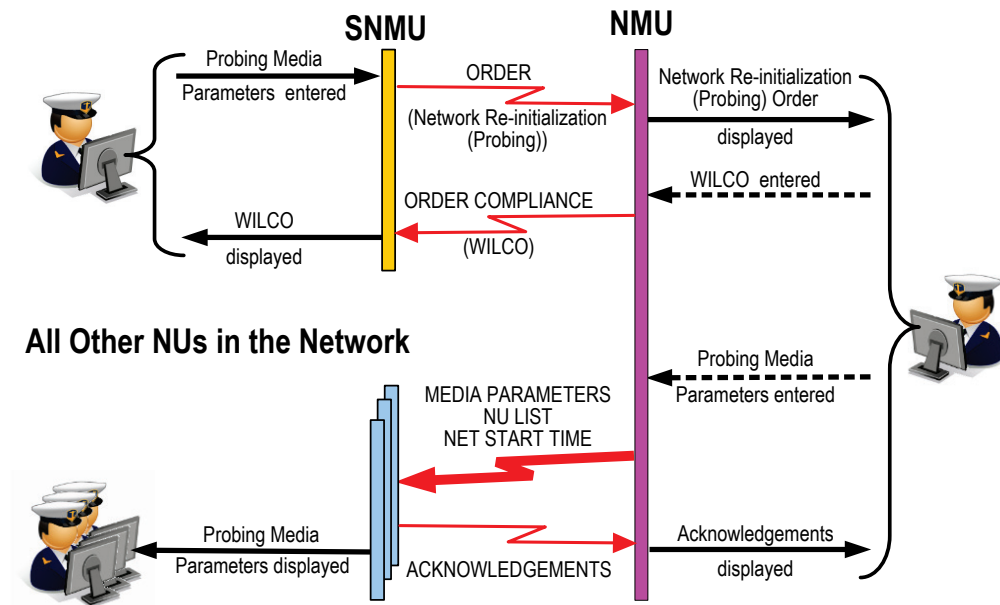 SNMU
NMU
Probing Media
Parameters entered
ORDER
(Network Re-initialization
(Probing))
Network Re-initialization
(Probing) Order
displayed
WILCO entered
ORDER COMPLIANCE
(WILCO)
WILCO
displayed
All Other NUs in the Network
Probing Media
Parameters entered
MEDIA PARAMETERS
NU LIST
NET START TIME
Probing Media
Parameters displayed
ACKNOWLEDGEMENTS
Acknowledgements
displayed